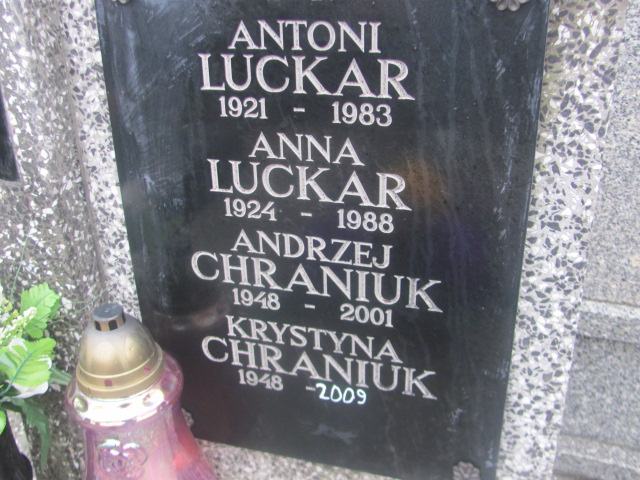 ANTONI
LUCKAR
1921 - 1983
ANNA
LUCKAR
1924 - 1988
ANDRZEJ
CHRANIUK
1948 - 2001
KRYSTYNA
CHRANIUK
1948 - 2009